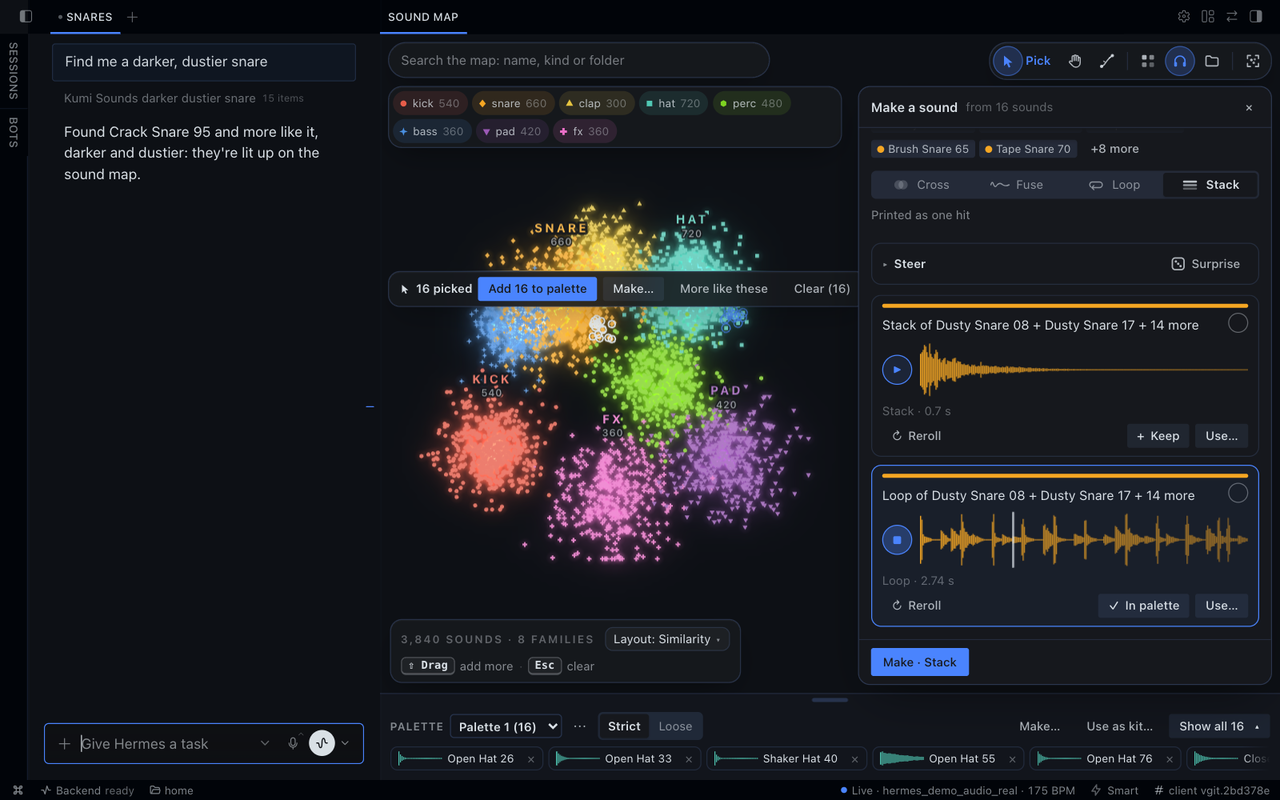 SNARES
SOUND MAP
SESSIONS
BOTS
Find me a darker, dustier snare
Kumi Sounds darker dustier snare 15 items
Found Crack Snare 95 and more like it,
darker and dustier: they're lit up on the
sound map.
Give Hermes a task
Search the map: name, kind or folder
Pick
kick 540 snare 660 clap 300 hat 720 perc 480
bass 360 pad 420 fx 360
SNARE
660
HAT
720
16 picked Add 16 to palette Make... More like these Clear (16)
KICK
540
PAD
420
FX
360
3,840 SOUNDS · 8 FAMILIES Layout: Similarity
⇧ Drag add more · Esc clear
Make a sound from 16 sounds ×
Brush Snare 65 Tape Snare 70 +8 more
Cross Fuse Loop Stack
Printed as one hit
Steer Surprise
Stack of Dusty Snare 08 + Dusty Snare 17 + 14 more
Stack · 0.7 s
Reroll + Keep Use...
Loop of Dusty Snare 08 + Dusty Snare 17 + 14 more
Loop · 2.74 s
Reroll ✓ In palette Use...
Make · Stack
PALETTE Palette 1 (16) ··· Strict Loose Make... Use as kit... Show all 16
Open Hat 26 × Open Hat 33 × Shaker Hat 40 × Open Hat 55 × Open Hat 76 × Clo
Backend ready home Live · hermes_demo_audio_real · 175 BPM Smart # client vgit.2bd378e